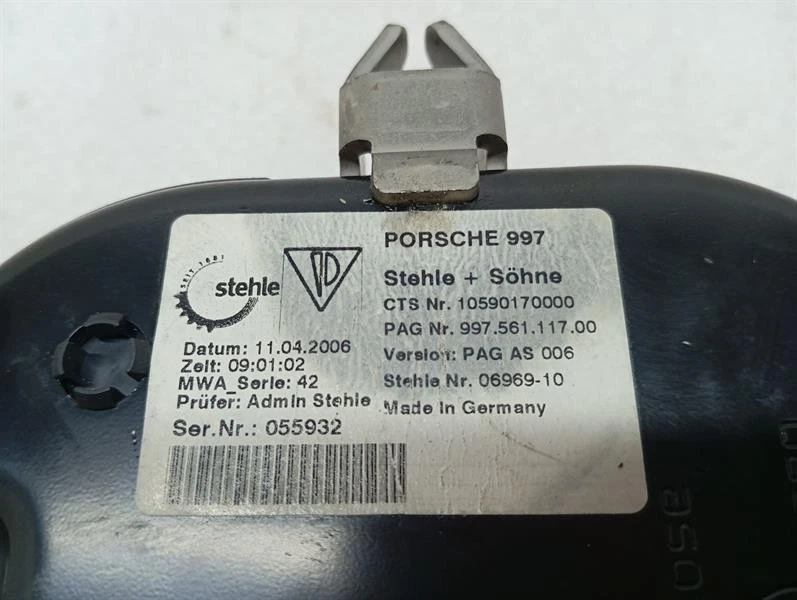 SEIT 1881
stehle
PORSCHE 997
Stehle + Söhne
CTS Nr. 10590170000
PAG Nr. 997.561.117.00
Version: PAG AS 006
Stehle Nr. 06969-10
Made in Germany
Datum: 11.04.2006
Zeit: 09:01:02
MWA_Serie: 42
Prüfer: Admin Stehle
Ser.Nr.: 055932